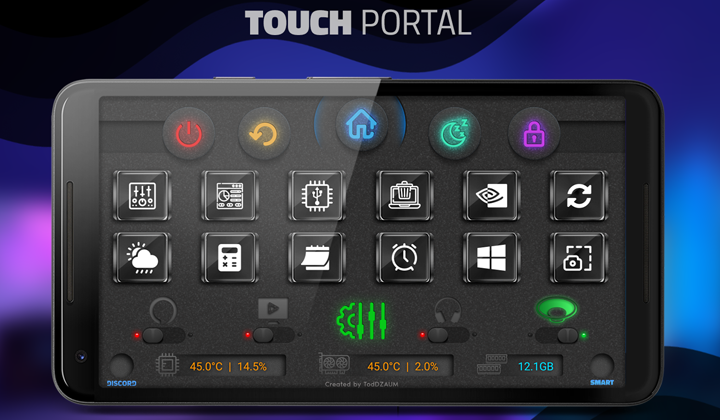 TOUCH PORTAL
45.0°C | 14.5%
45.0°C | 2.0%
12.1GB
DISCORD
Created by TodDZAUM
SMART